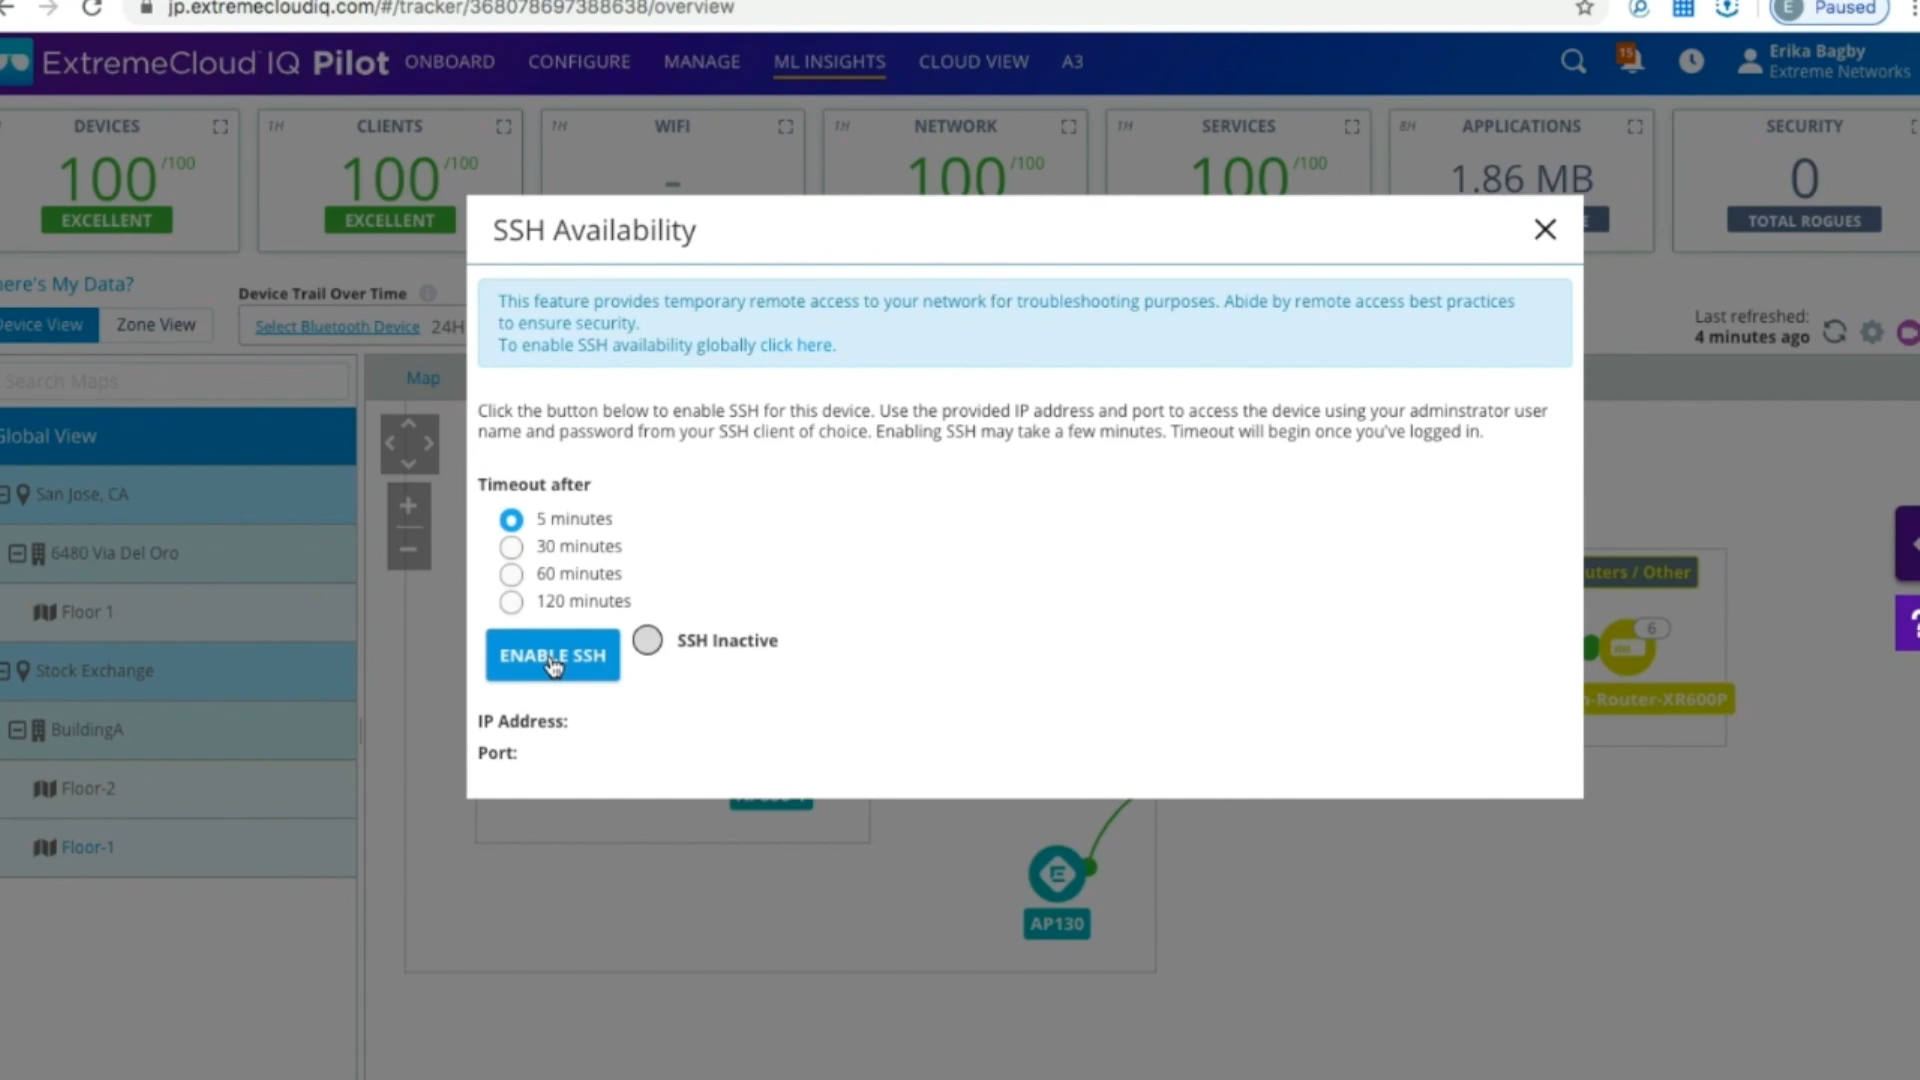 jp.extremecloudiq.com/#/tracker/368078697388638/overview
E Paused
ExtremeCloud IQ Pilot ONBOARD CONFIGURE MANAGE ML INSIGHTS CLOUD VIEW A3
15
Erika Bagby
Extreme Networks
DEVICES
100 /100
EXCELLENT
1H CLIENTS
100 /100
EXCELLENT
1H WIFI
–
1H NETWORK
100 /100
1H SERVICES
100 /100
8H APPLICATIONS
1.86 MB
SECURITY
0
TOTAL ROGUES
My Data?
View
Zone View
Device Trail Over Time
Select Bluetooth Device 24H
Last refreshed:
4 minutes ago
Search Maps
View
San Jose, CA
6480 Via Del Oro
Floor 1
Stock Exchange
BuildingA
Floor-2
Floor-1
Map
SSH Availability
This feature provides temporary remote access to your network for troubleshooting purposes. Abide by remote access best practices
to ensure security.
To enable SSH availability globally click here.
Click the button below to enable SSH for this device. Use the provided IP address and port to access the device using your adminstrator user
name and password from your SSH client of choice. Enabling SSH may take a few minutes. Timeout will begin once you've logged in.
Timeout after
5 minutes
30 minutes
60 minutes
120 minutes
ENABLE SSH
SSH Inactive
IP Address:
Port:
/ Other
6
-Router-XR600P
AP130
?